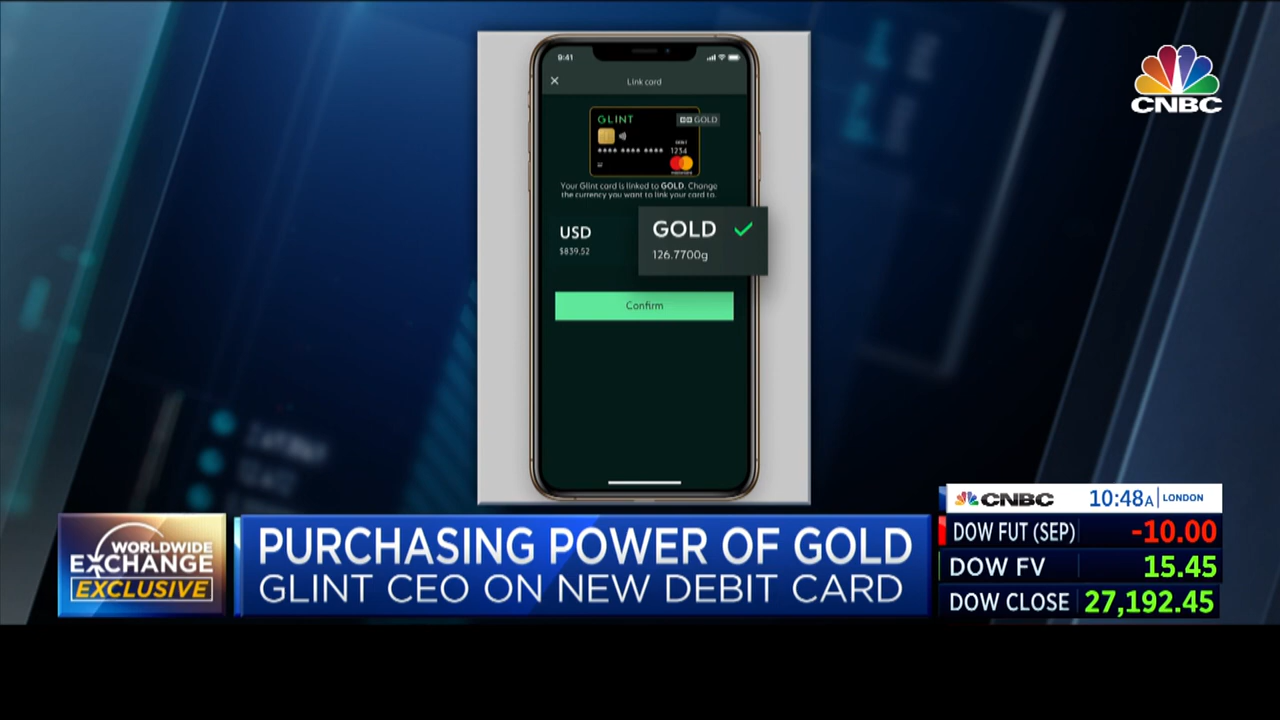 CNBC
9:41
Link card
GLINT
GOLD
DEBIT
**** **** **** 1234
mastercard
Your Glint card is linked to GOLD. Change
the currency you want to link your card to.
USD
$839.52
GOLD
126.7700g
Confirm
WORLDWIDE
EXCHANGE
EXCLUSIVE
PURCHASING POWER OF GOLD
GLINT CEO ON NEW DEBIT CARD
CNBC 10:48A LONDON
DOW FUT (SEP) -10.00
DOW FV 15.45
DOW CLOSE 27,192.45